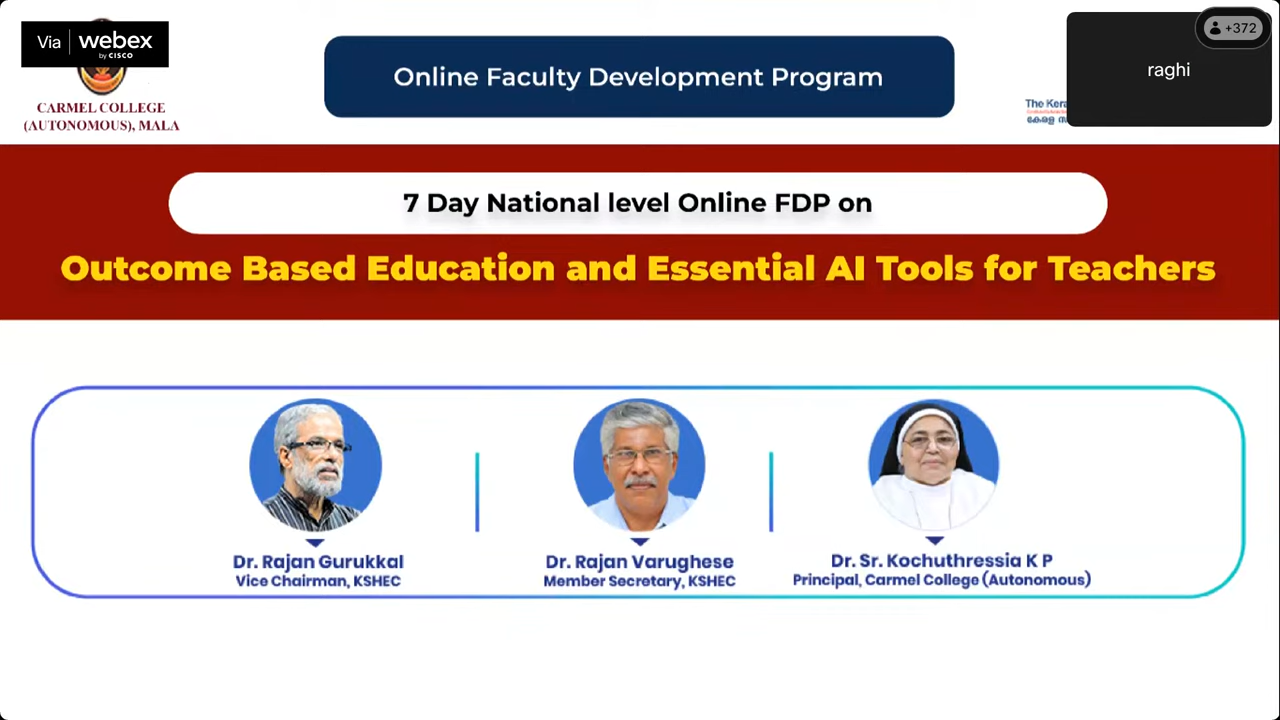 Via webex
by CISCO
CARMEL COLLEGE
(AUTONOMOUS), MALA
Online Faculty Development Program
The
കേരള
+372
raghi
7 Day National level Online FDP on
Outcome Based Education and Essential AI Tools for Teachers
Dr. Rajan Gurukkal
Vice Chairman, KSHEC
Dr. Rajan Varughese
Member Secretary, KSHEC
Dr. Sr. Kochuthressia K P
Principal, Carmel College (Autonomous)